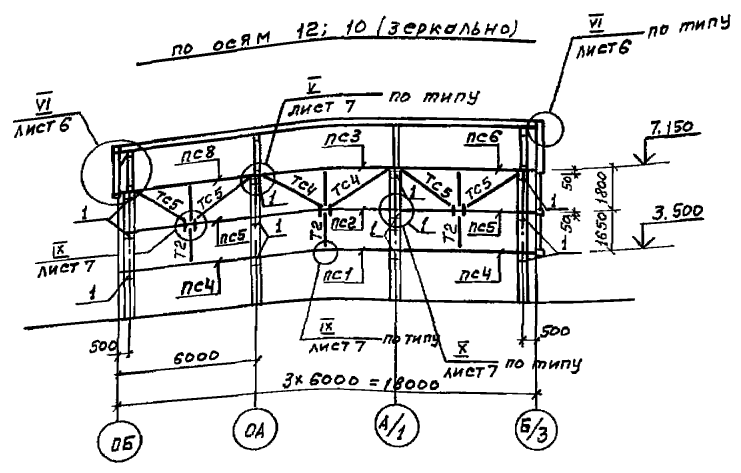 по осям 12; 10 (зеркально)
VI
лист 6
по типу
VI
лист 6
V
лист 7
по типу
7.150
пс8
пс3
пс6
ТС5
ТС5
ТС4
ТС4
ТС5
ТС5
50
1800
1
1
1
1
3.500
1
пс5
пс2
пс5
50
1650
IX
лист 7
Т2
Т2
Т2
1
1
1
1
пс4
пс1
пс4
IX
лист 7
по типу
X
лист 7
по типу
500
500
6000
3 x 6000 = 18000
ОБ
ОА
А/1
Б/3